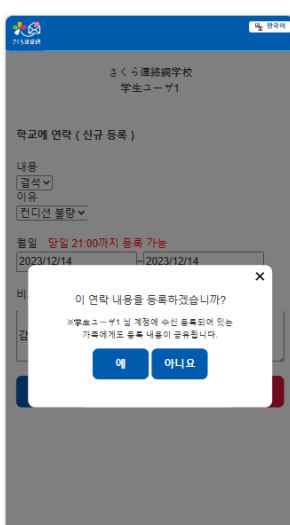 さくら連絡網
한국어
さくら連絡網学校
学生ユーザ1
학교에 연락 ( 신규 등록 )
내용
결석
이유
컨디션 불량
월일 당일 21:00까지 등록 가능
2023/12/14 ~ 2023/12/14
비
감
×
이 연락 내용을 등록하겠습니까?
※学生ユーザ1 님 계정에 수신 등록되어 있는
가족에게도 등록 내용이 공유됩니다.
예 아니요